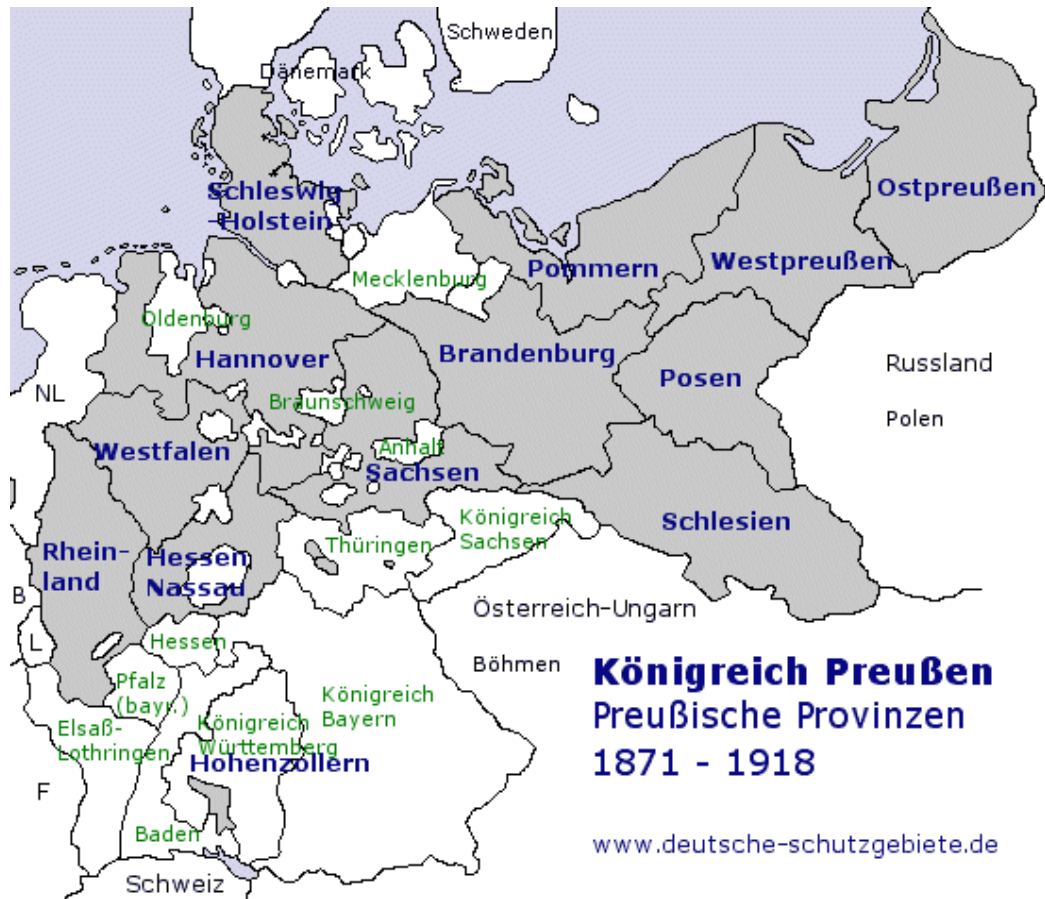 Schweden
Dänemark
Schleswig
-Holstein
Ostpreußen
Mecklenburg
Pommern
Westpreußen
Oldenburg
Hannover
Brandenburg
Posen
Russland
NL
Braunschweig
Polen
Westfalen
Anhalt
Sachsen
Königreich
Sachsen
Schlesien
Thüringen
Rhein-
land
Hessen
Nassau
B
Österreich-Ungarn
L
Hessen
Böhmen
Königreich Preußen
Preußische Provinzen
1871 - 1918
Pfalz
(bayr.)
Königreich
Bayern
Elsaß-
Lothringen
Königreich
Württemberg
Hohenzollern
F
Baden
www.deutsche-schutzgebiete.de
Schweiz